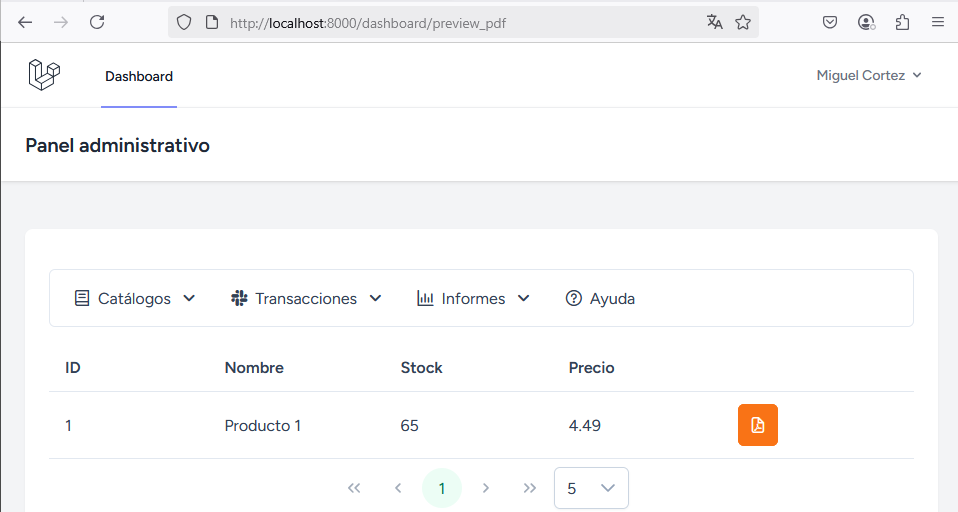 http://localhost:8000/dashboard/preview_pdf
Dashboard
Miguel Cortez
Panel administrativo
Catálogos Transacciones Informes Ayuda
ID Nombre Stock Precio
1 Producto 1 65 4.49
1 5